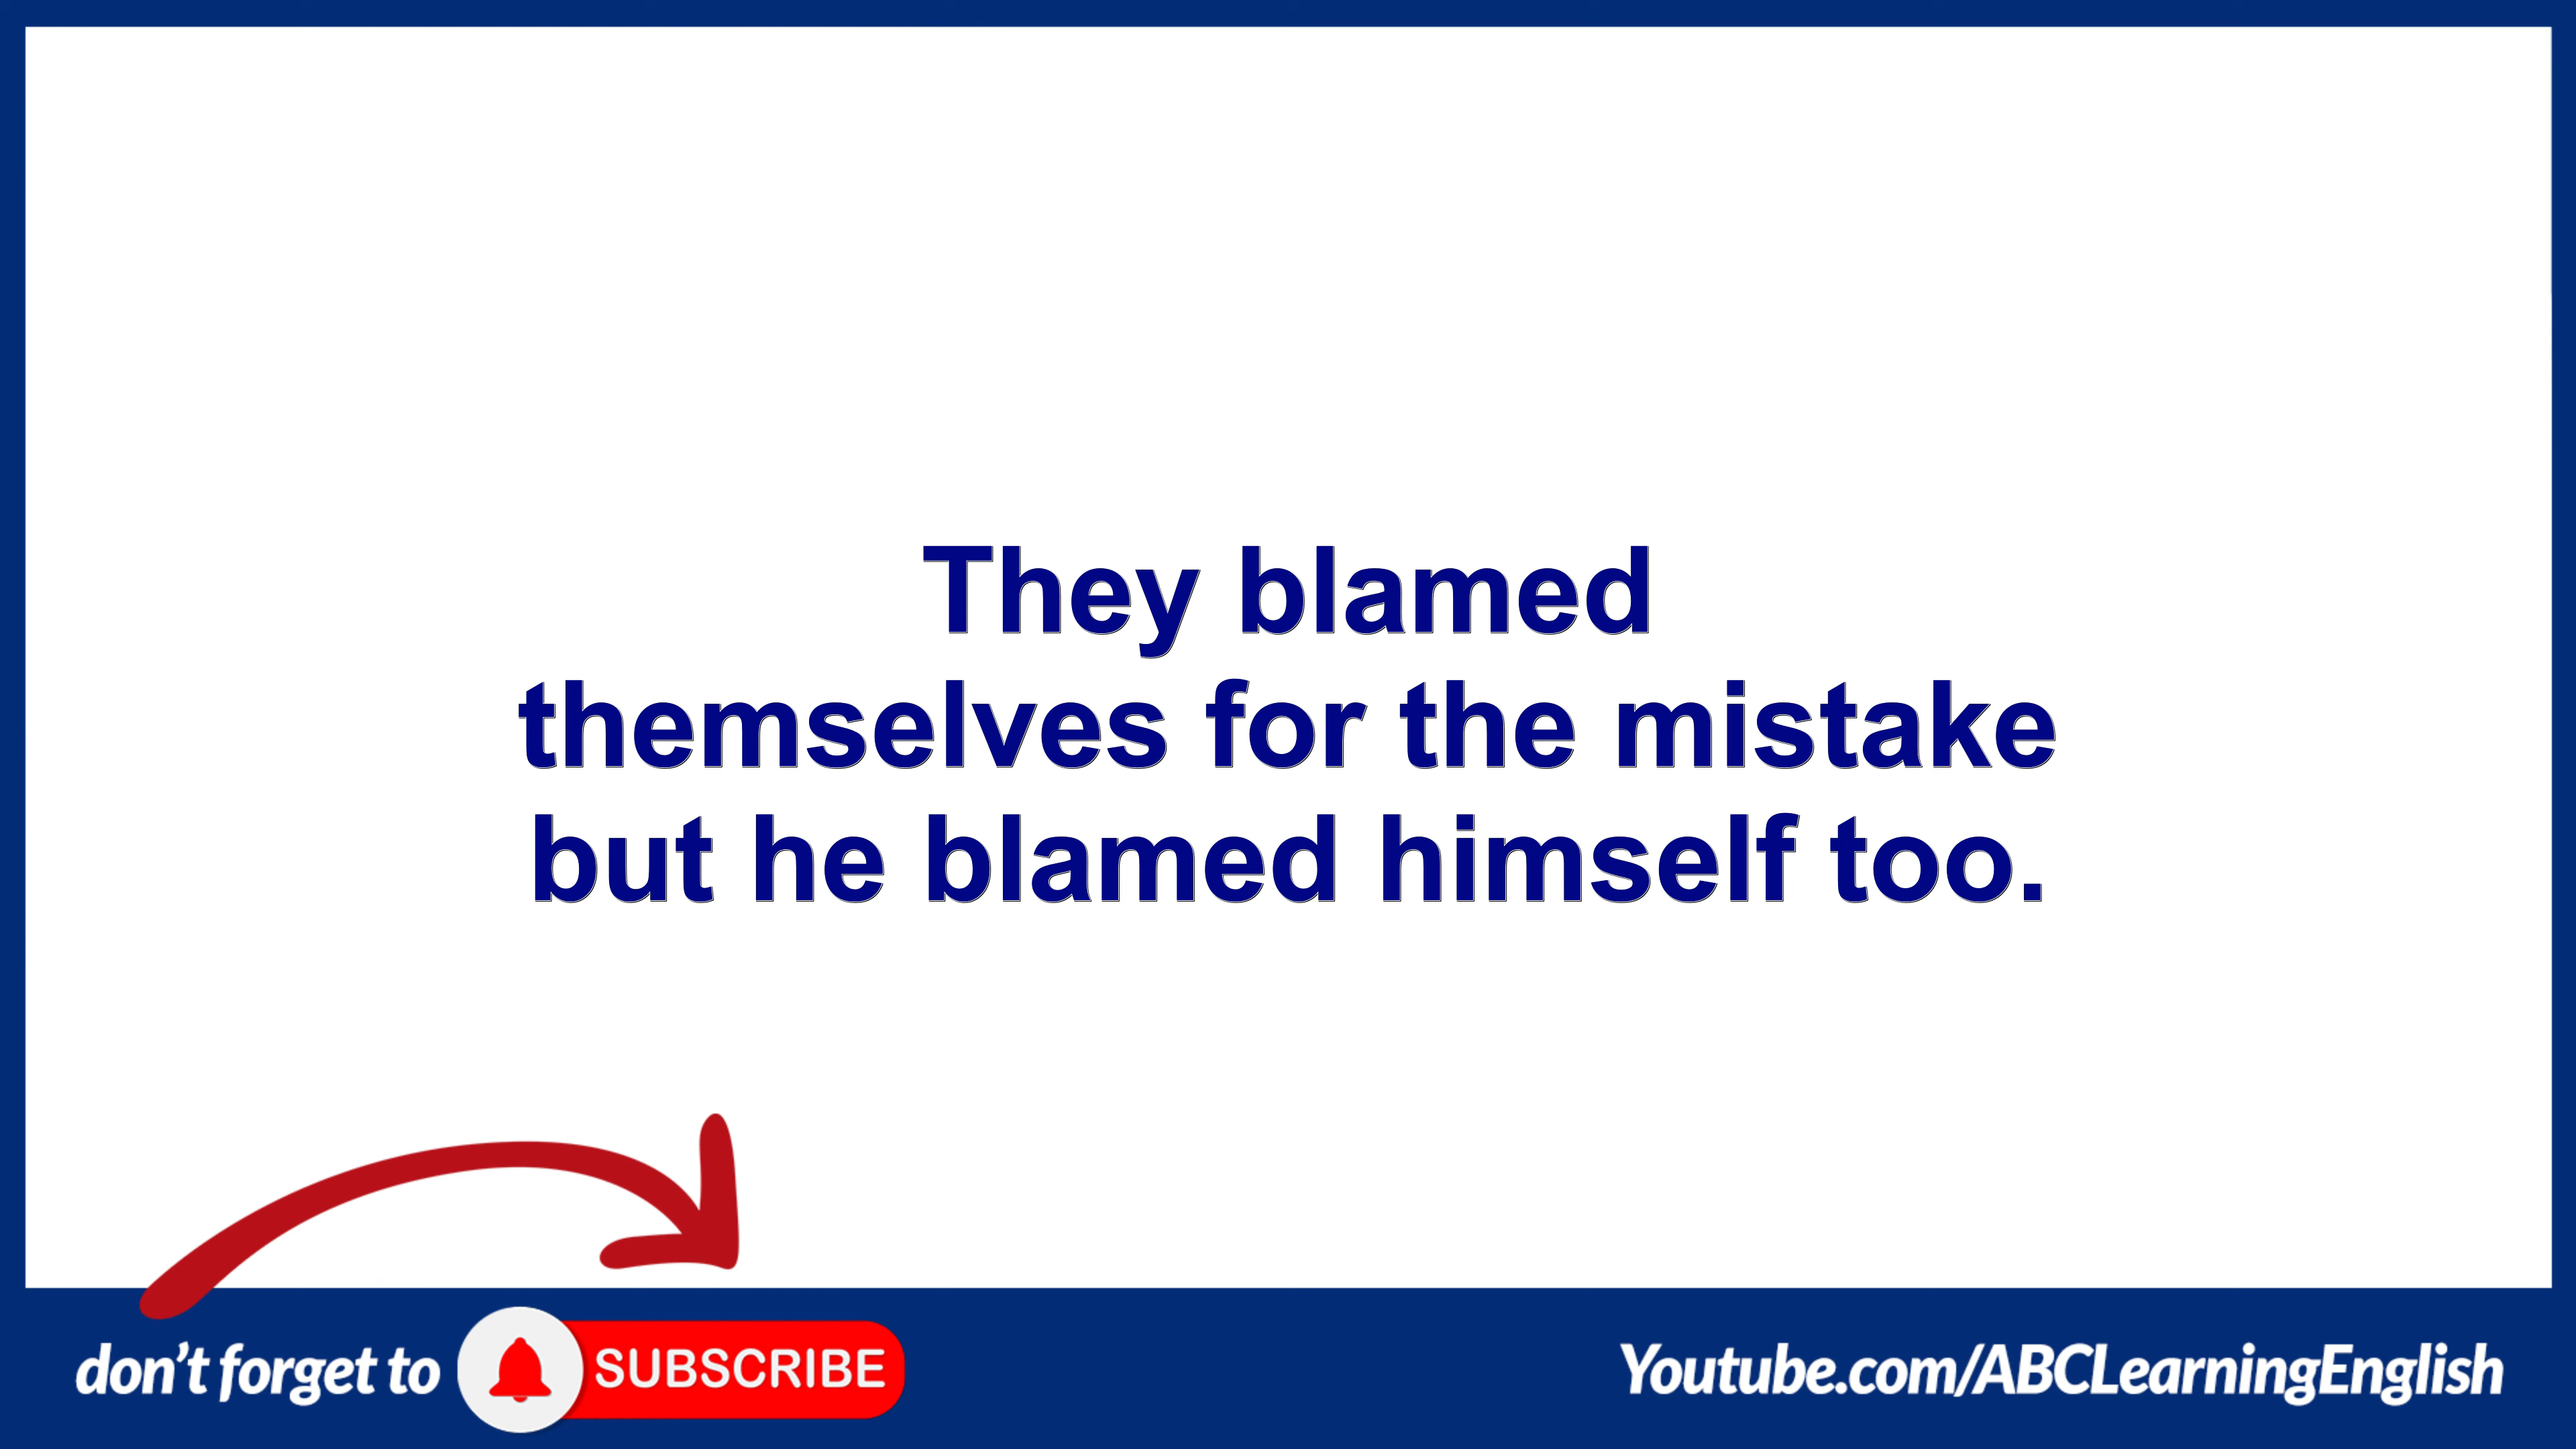 They blamed
themselves for the mistake
but he blamed himself too.
don't forget to SUBSCRIBE
Youtube.com/ABCLearningEnglish